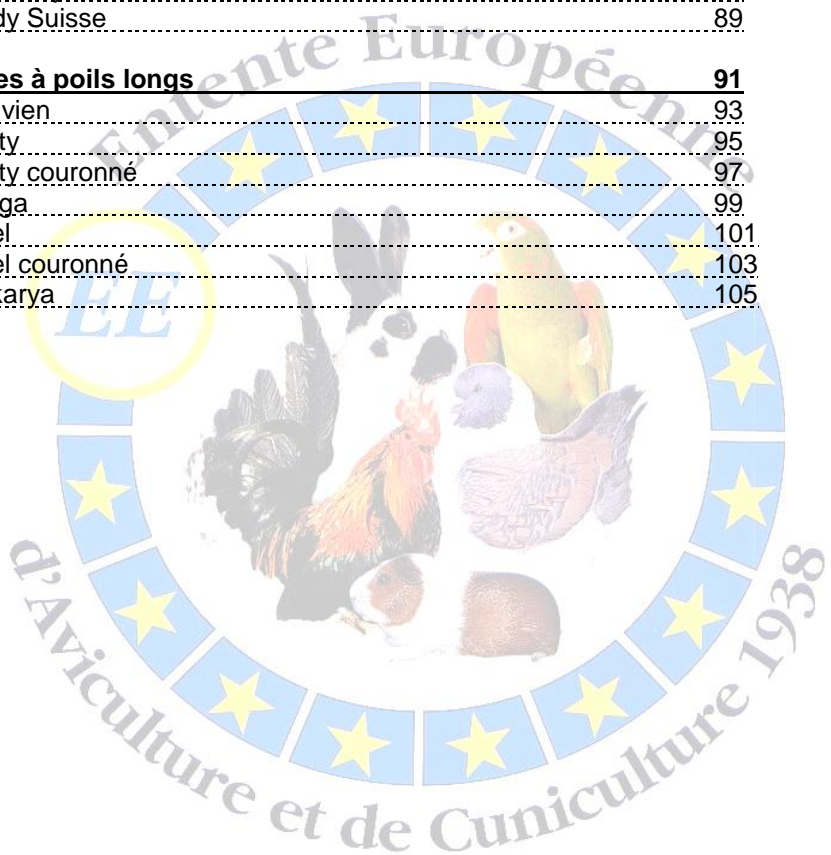 dy Suisse 89
es à poils longs 91
vien 93
ty 95
ty couronné 97
ga 99
el 101
el couronné 103
karya 105
Entente Européenne
EE
d'Aviculture et de Cuniculture 1938